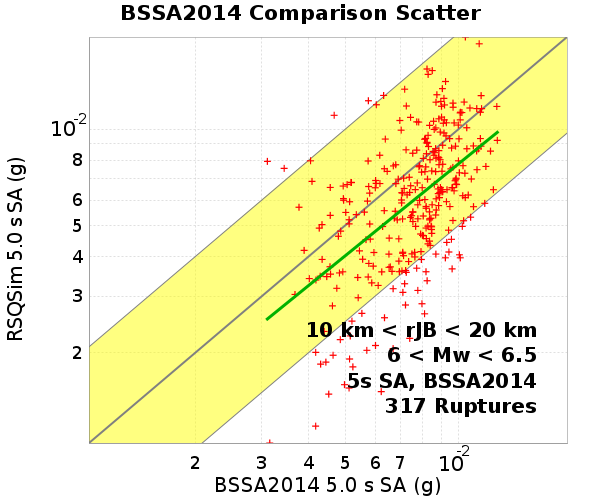 BSSA2014 Comparison Scatter
RSQSim 5.0 s SA (g)
10-2
8
6
5
4
3
2
10 km < rJB < 20 km
6 < Mw < 6.5
5s SA, BSSA2014
317 Ruptures
2 3 4 5 6 7 10-2
BSSA2014 5.0 s SA (g)